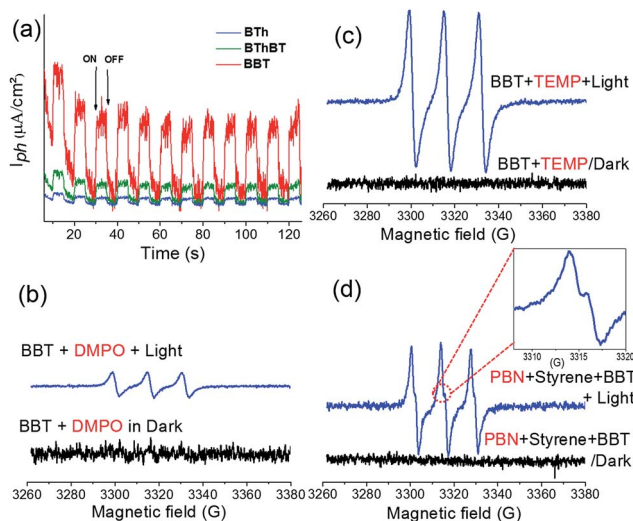 (a)
BTh
BThBT
BBT
ON
OFF
Iph (μA/cm²)
20 40 60 80 100 120
Time (s)
(b)
BBT + DMPO + Light
BBT + DMPO in Dark
3260 3280 3300 3320 3340 3360 3380
Magnetic field (G)
(c)
BBT+TEMP+Light
BBT+TEMP/Dark
3260 3280 3300 3320 3340 3360 3380
Magnetic field (G)
(d)
3310 3315 3320
(G)
PBN+Styrene+BBT
+ Light
PBN+Styrene+BBT
/Dark
3260 3280 3300 3320 3340 3360 3380
Magnetic field (G)